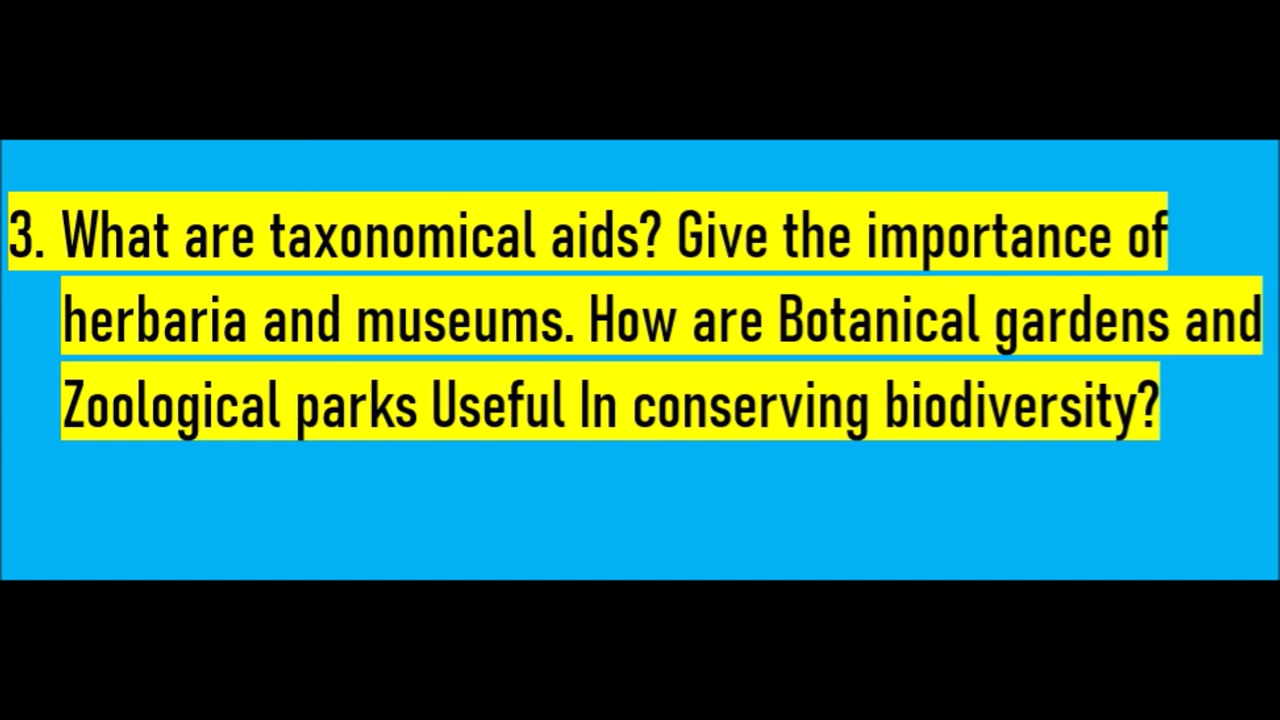 3. What are taxonomical aids? Give the importance of
herbaria and museums. How are Botanical gardens and
Zoological parks Useful In conserving biodiversity?